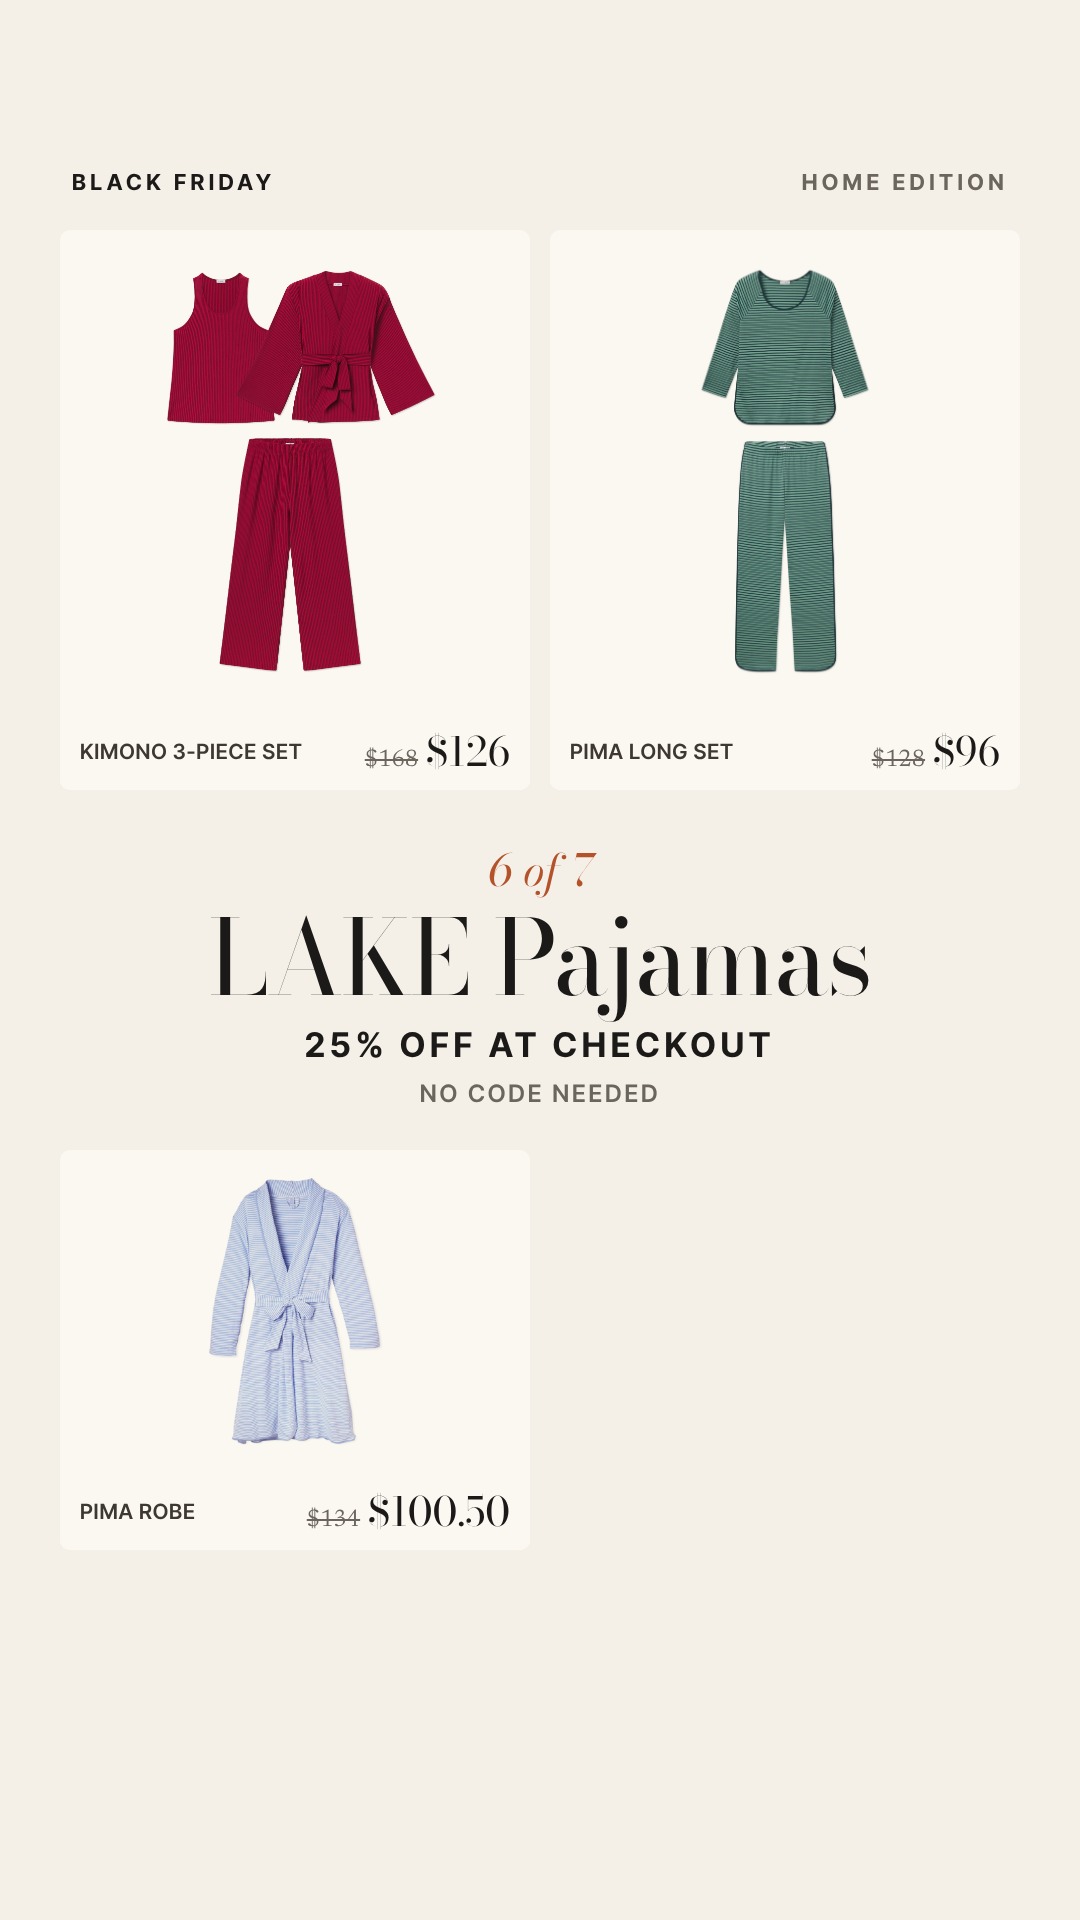 BLACK FRIDAY
HOME EDITION
KIMONO 3-PIECE SET $168 $126
PIMA LONG SET $128 $96
6 of 7
LAKE Pajamas
25% OFF AT CHECKOUT
NO CODE NEEDED
PIMA ROBE $134 $100.50